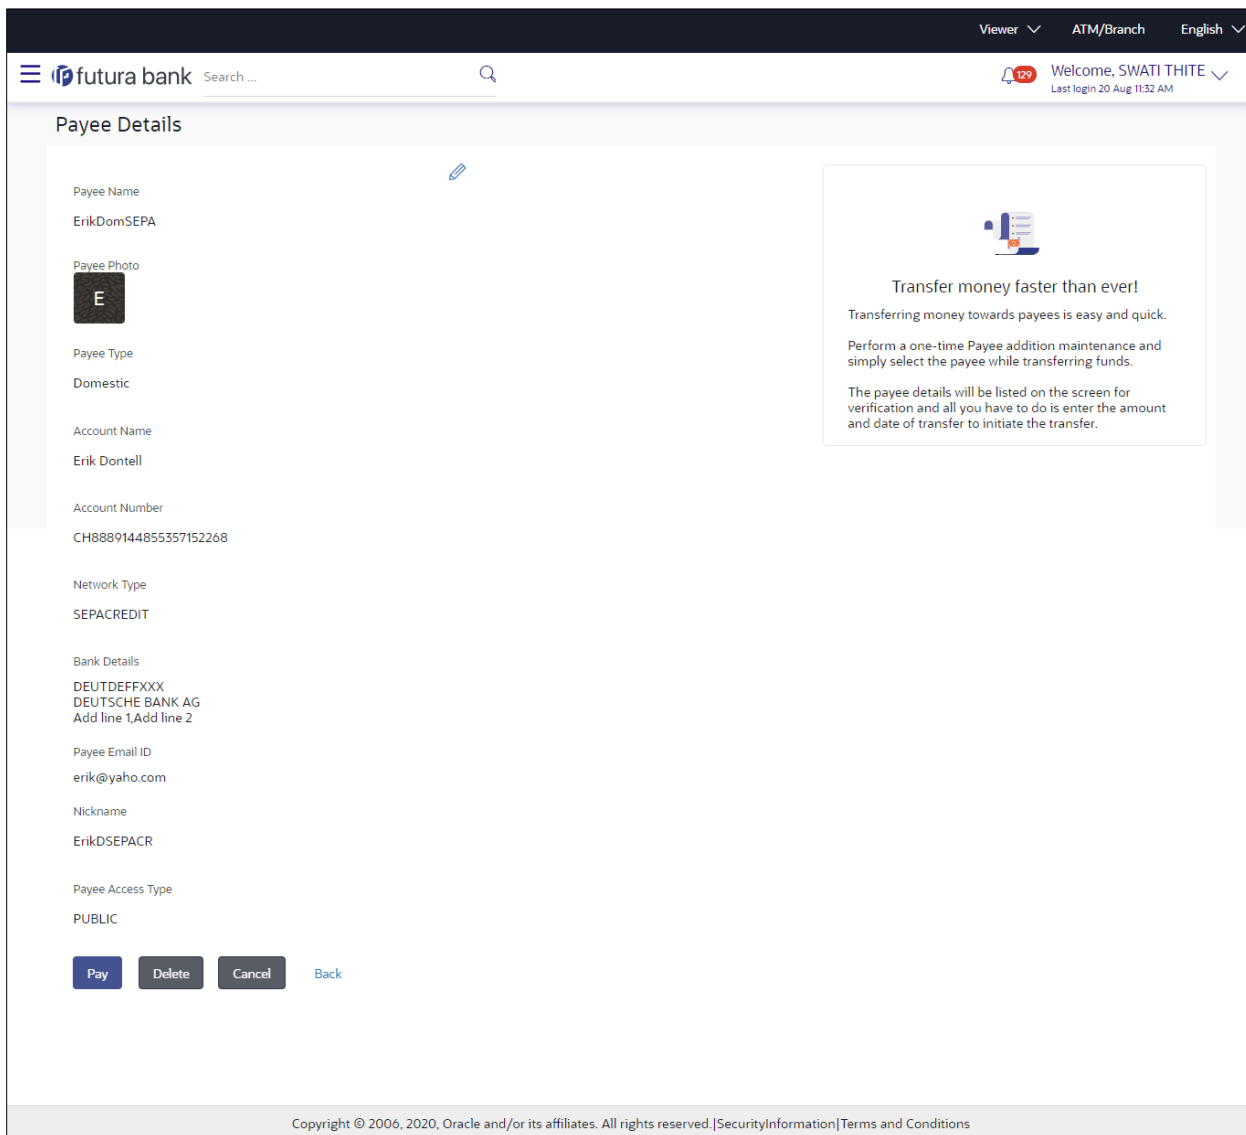 Viewer ATM/Branch English
futura bank Search ... 129 Welcome, SWATI THITE
Last login 20 Aug 11:32 AM
Payee Details
Payee Name
ErikDomSEPA
Payee Photo
E
Payee Type
Domestic
Account Name
Erik Dontell
Account Number
CH8889144855357152268
Network Type
SEPACREDIT
Bank Details
DEUTDEFFXXX
DEUTSCHE BANK AG
Add line 1,Add line 2
Payee Email ID
erik@yaho.com
Nickname
ErikDSEPACR
Payee Access Type
PUBLIC
Pay Delete Cancel Back
Transfer money faster than ever!
Transferring money towards payees is easy and quick.
Perform a one-time Payee addition maintenance and
simply select the payee while transferring funds.
The payee details will be listed on the screen for
verification and all you have to do is enter the amount
and date of transfer to initiate the transfer.
Copyright © 2006, 2020, Oracle and/or its affiliates. All rights reserved.|SecurityInformation|Terms and Conditions